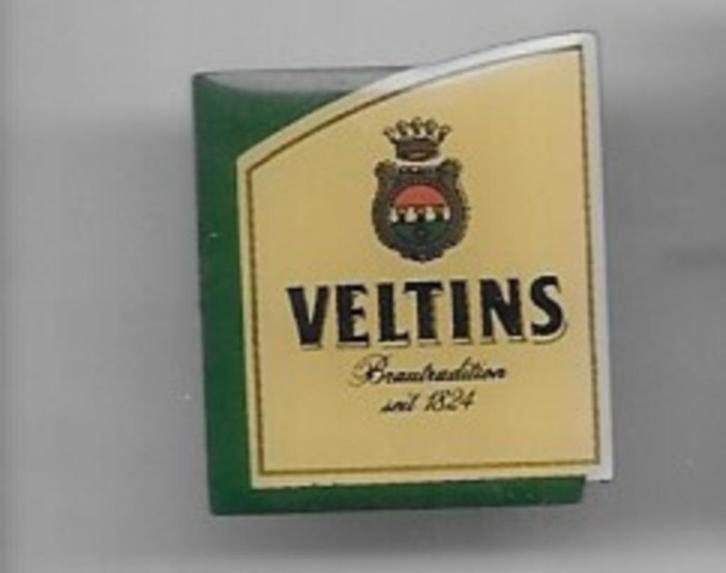 VELTINS
Brautradition
seit 1824